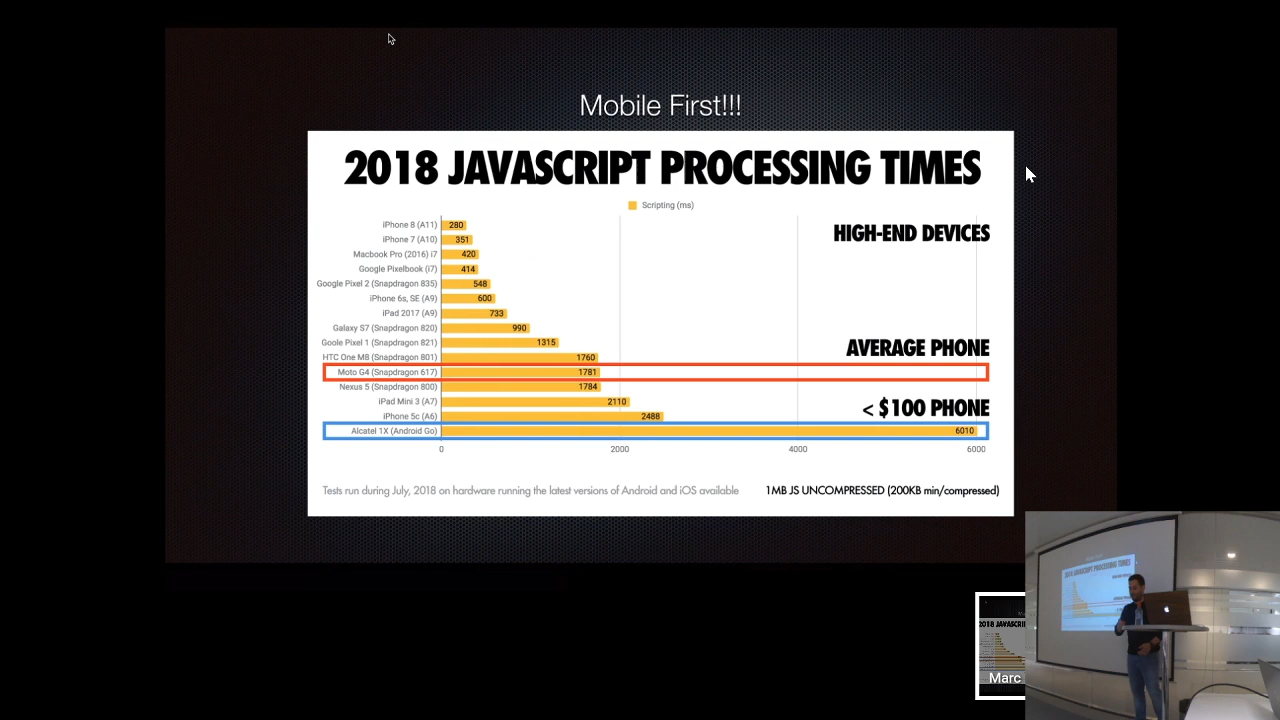 Mobile First!!!
2018 JAVASCRIPT PROCESSING TIMES
Scripting (ms)
HIGH-END DEVICES
iPhone 8 (A11) 280
iPhone 7 (A10) 351
Macbook Pro (2016) i7 420
Google Pixelbook (i7) 414
Google Pixel 2 (Snapdragon 835) 548
iPhone 6s, SE (A9) 600
iPad 2017 (A9) 733
Galaxy S7 (Snapdragon 820) 990
Goole Pixel 1 (Snapdragon 821) 1315
AVERAGE PHONE
HTC One M8 (Snapdragon 801) 1760
Moto G4 (Snapdragon 617) 1781
Nexus 5 (Snapdragon 800) 1784
iPad Mini 3 (A7) 2110
< $100 PHONE
iPhone 5c (A6) 2488
Alcatel 1X (Android Go) 6010
0 2000 4000 6000
Tests run during July, 2018 on hardware running the latest versions of Android and iOS available
1MB JS UNCOMPRESSED (200KB min/compressed)
2018 JAVASCRIPT PROCESSING TIMES
2018 JAVASCRI
Marc